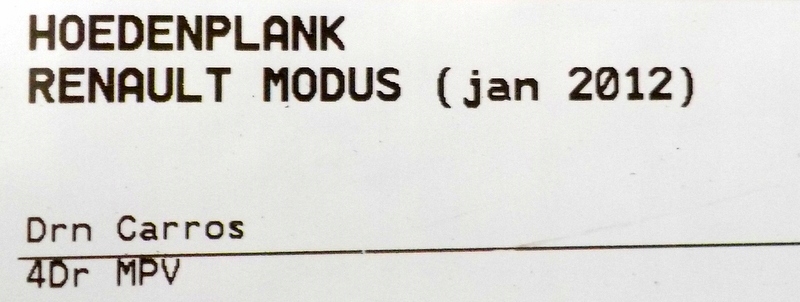 HOEDENPLANK
RENAULT MODUS (jan 2012)
Drn Carros
4Dr MPV